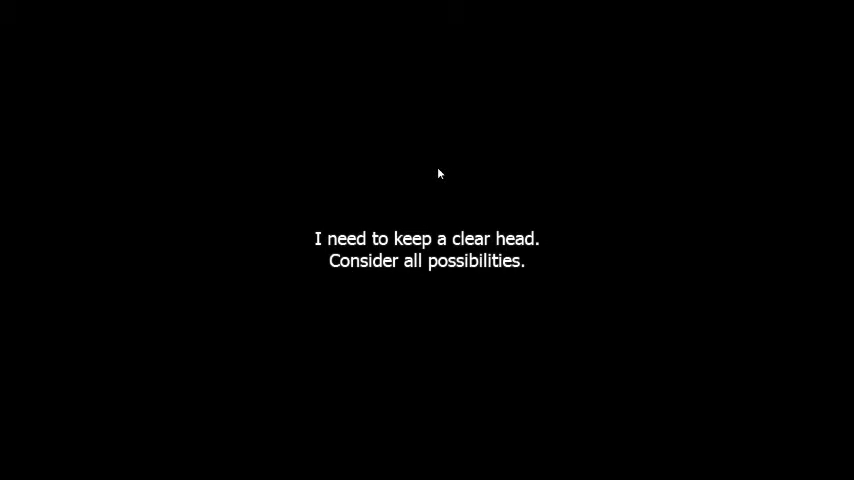 I need to keep a clear head.
Consider all possibilities.